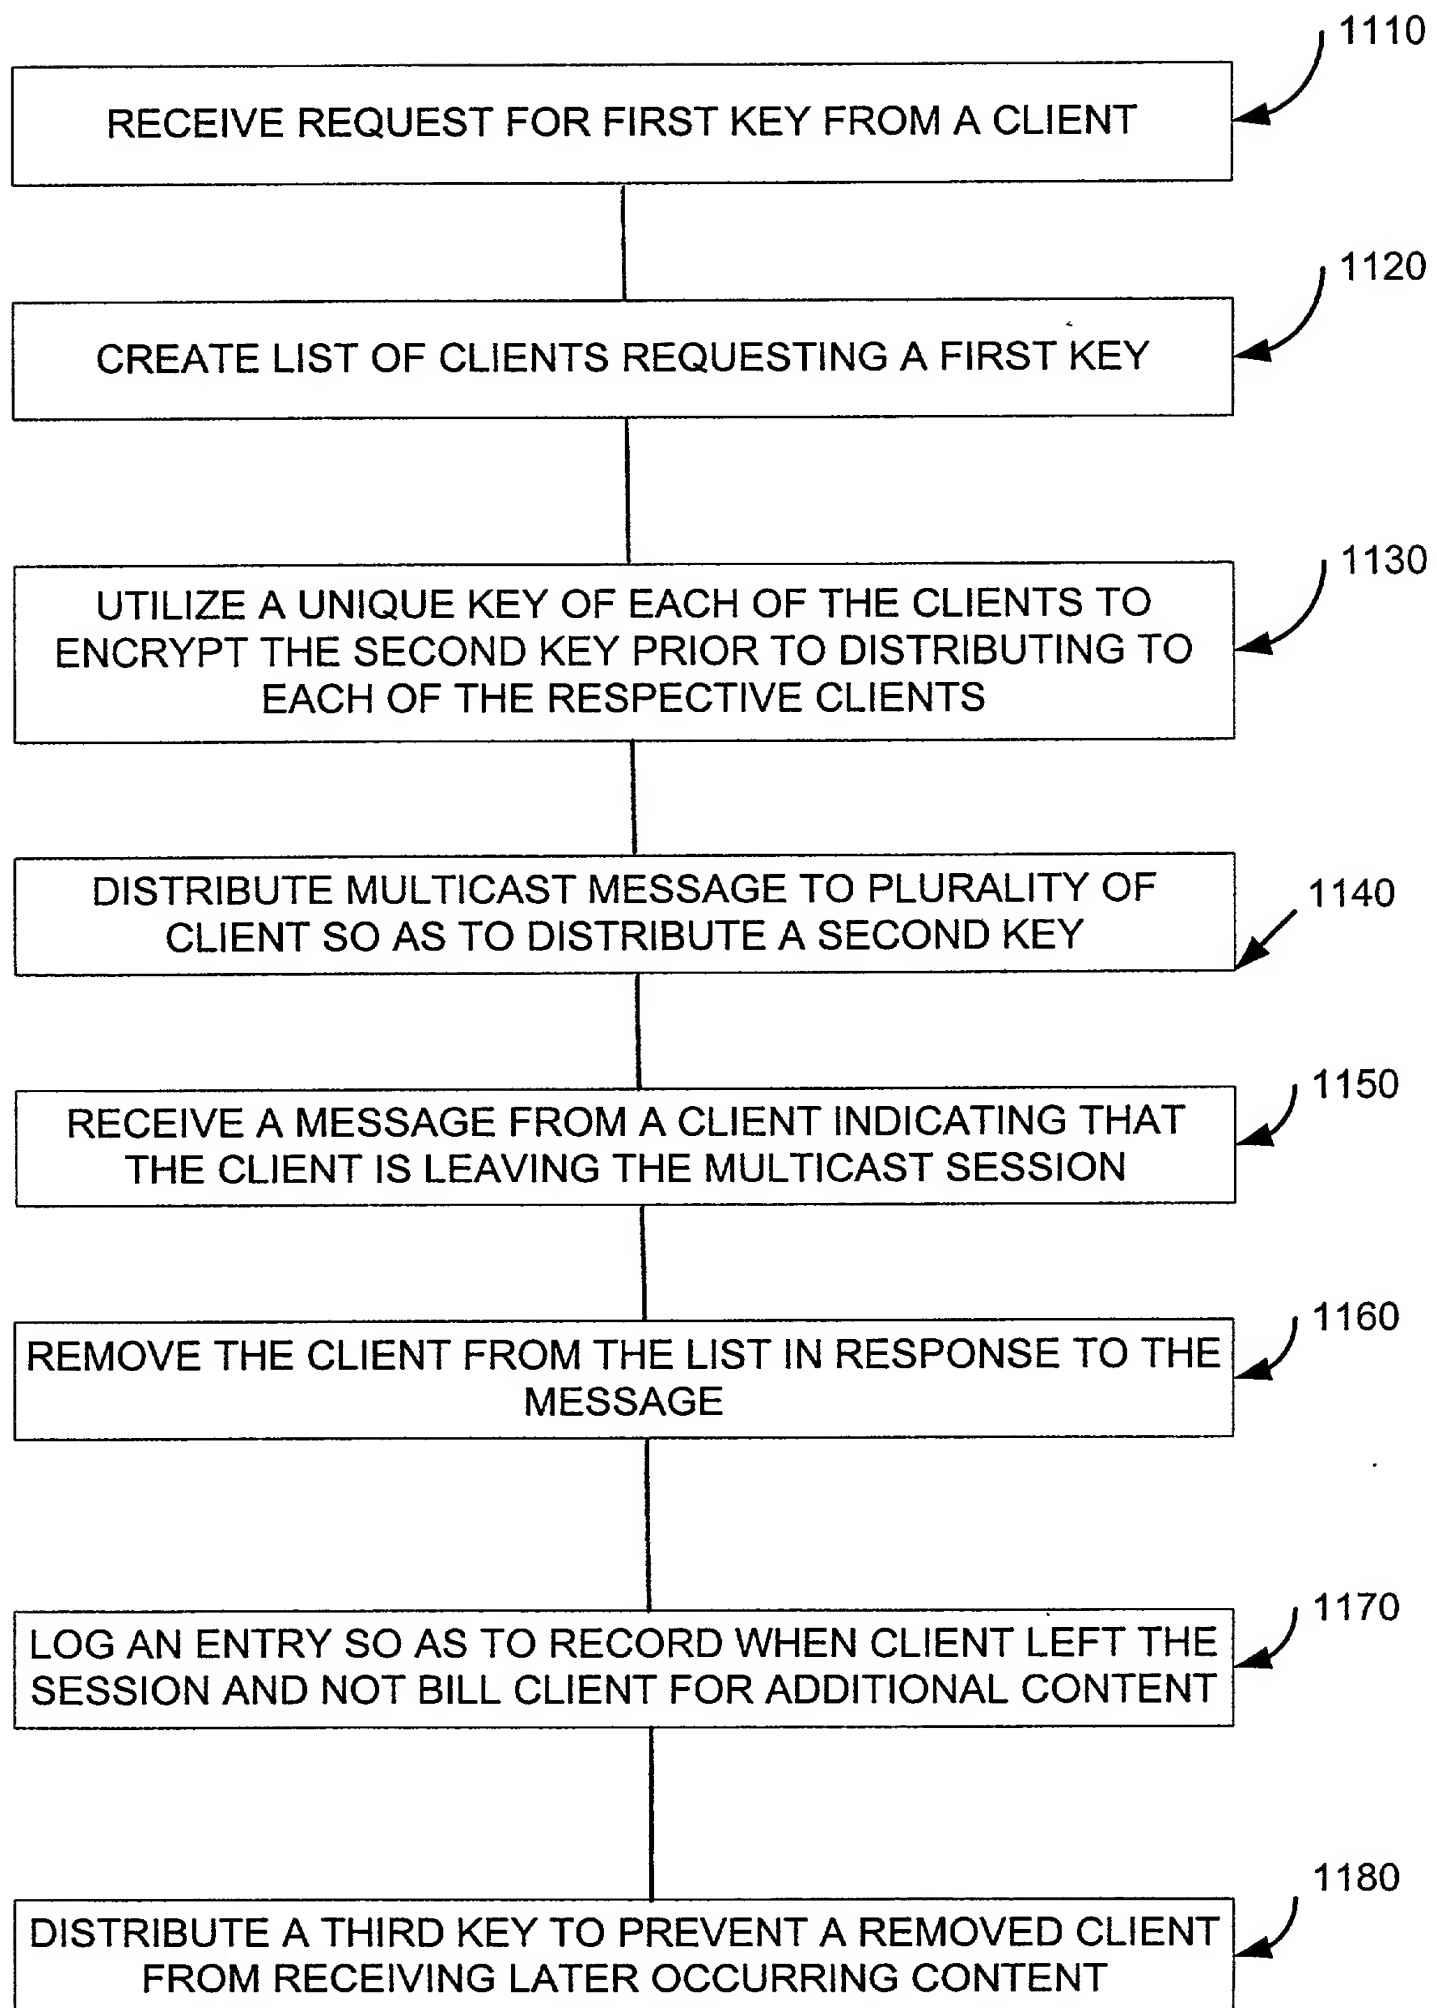 1110
RECEIVE REQUEST FOR FIRST KEY FROM A CLIENT
1120
CREATE LIST OF CLIENTS REQUESTING A FIRST KEY
1130
UTILIZE A UNIQUE KEY OF EACH OF THE CLIENTS TO
ENCRYPT THE SECOND KEY PRIOR TO DISTRIBUTING TO
EACH OF THE RESPECTIVE CLIENTS
1140
DISTRIBUTE MULTICAST MESSAGE TO PLURALITY OF
CLIENT SO AS TO DISTRIBUTE A SECOND KEY
1150
RECEIVE A MESSAGE FROM A CLIENT INDICATING THAT
THE CLIENT IS LEAVING THE MULTICAST SESSION
1160
REMOVE THE CLIENT FROM THE LIST IN RESPONSE TO THE
MESSAGE
1170
LOG AN ENTRY SO AS TO RECORD WHEN CLIENT LEFT THE
SESSION AND NOT BILL CLIENT FOR ADDITIONAL CONTENT
1180
DISTRIBUTE A THIRD KEY TO PREVENT A REMOVED CLIENT
FROM RECEIVING LATER OCCURRING CONTENT